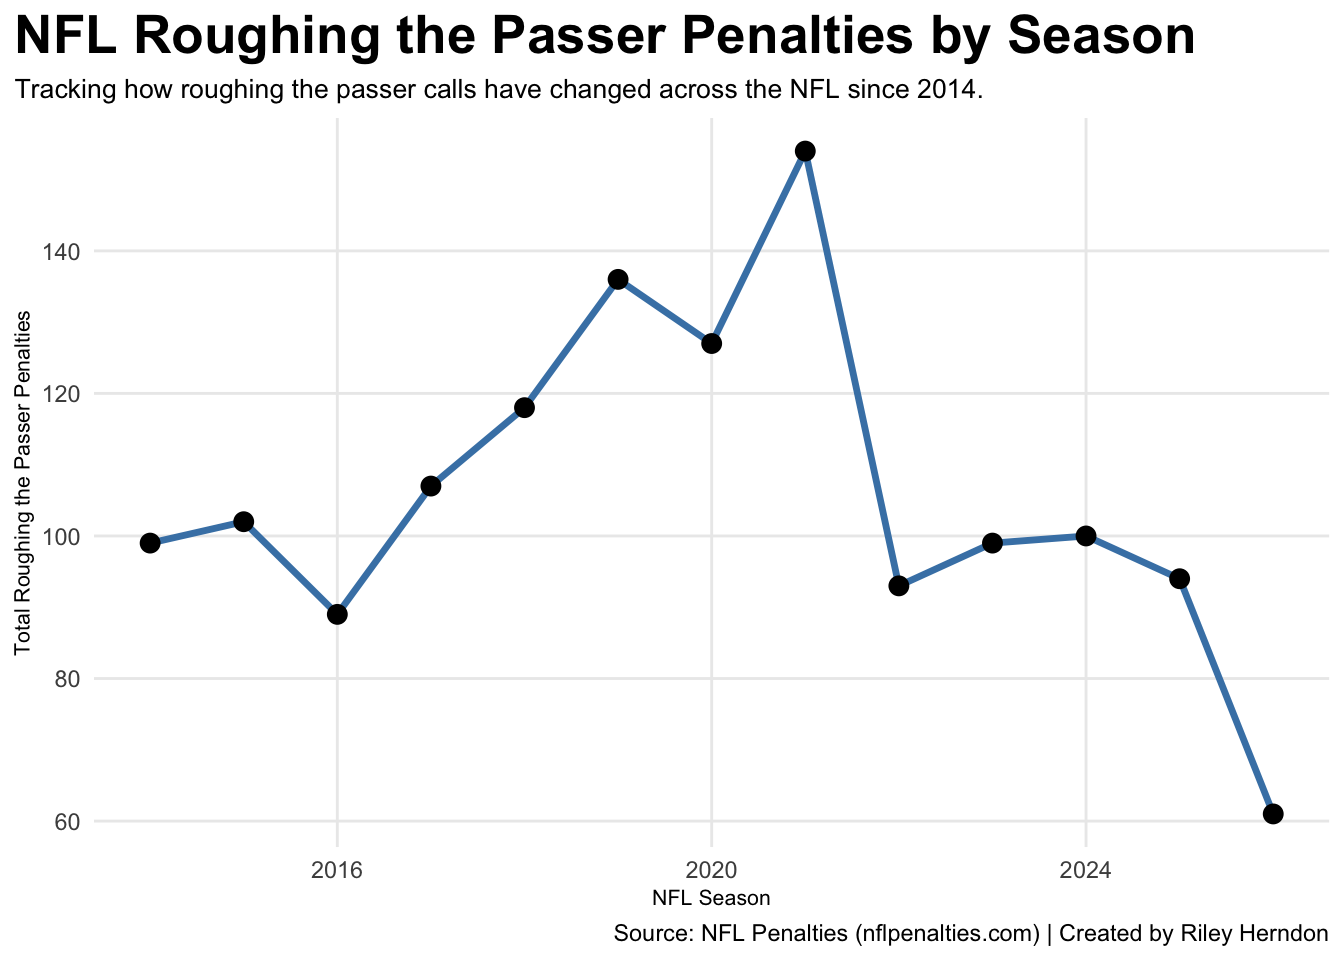 NFL Roughing the Passer Penalties by Season
Tracking how roughing the passer calls have changed across the NFL since 2014.
Total Roughing the Passer Penalties
140
120
100
80
60
2016 2020 2024
NFL Season
Source: NFL Penalties (nflpenalties.com) | Created by Riley Herndon